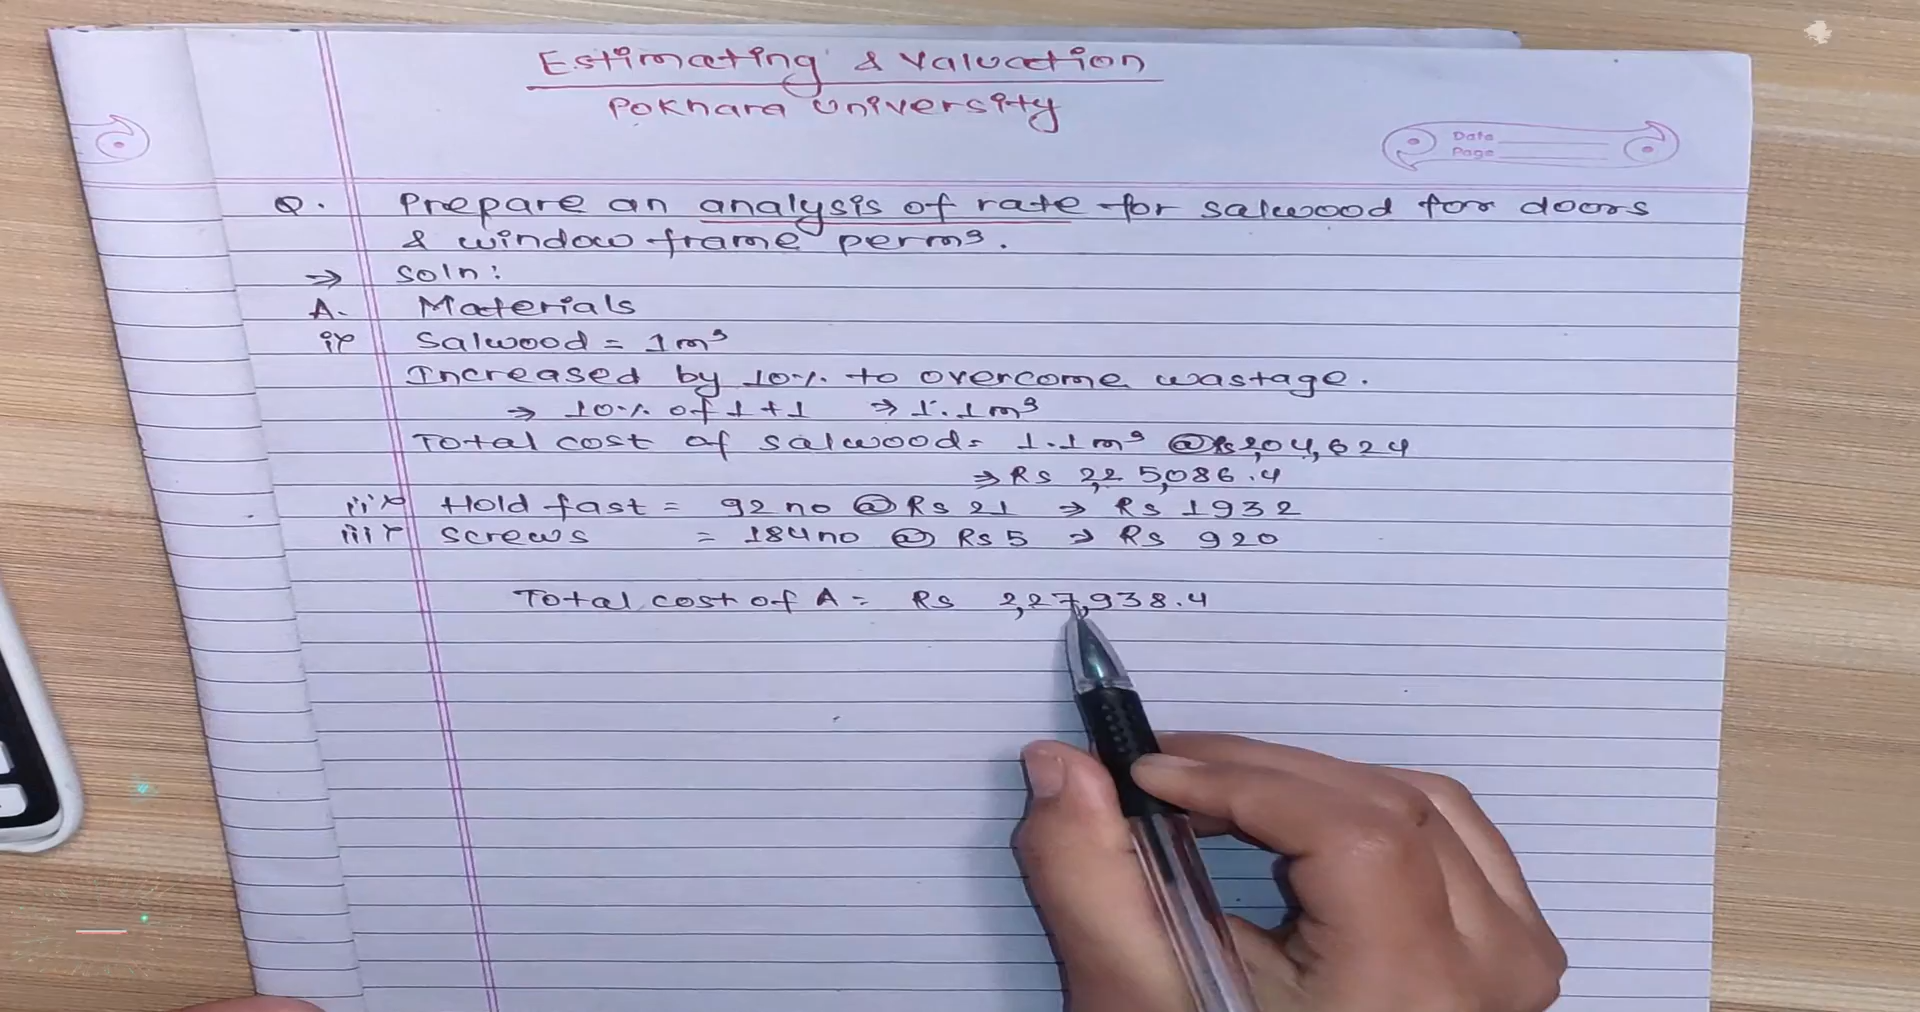 Estimating & Valuation
Pokhara University
Data
Page
Q. Prepare an analysis of rate for salwood for doors
& window frame per m³.
⇒ Soln:
A. Materials
i) Salwood = 1m³
Increased by 10% to overcome wastage.
⇒ 10% of 1+1 ⇒ 1.1m³
Total cost of salwood = 1.1m³ @Rs 2,04,624
⇒ Rs 2,25,086.4
ii) Hold fast = 92 no @ Rs 21 ⇒ Rs 1932
iii) Screws = 184 no @ Rs 5 ⇒ Rs 920
Total cost of A = Rs 2,27,938.4